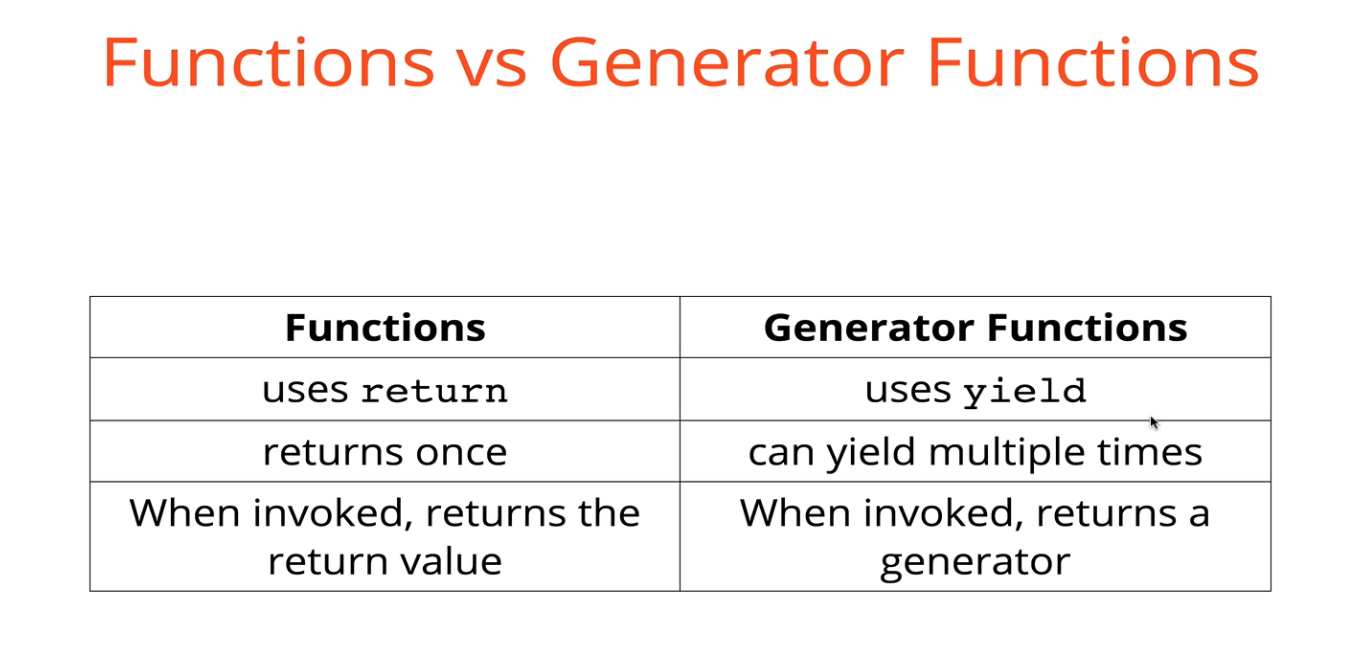 Functions vs Generator Functions
Functions
Generator Functions
uses return
uses yield
returns once
can yield multiple times
When invoked, returns the
return value
When invoked, returns a
generator